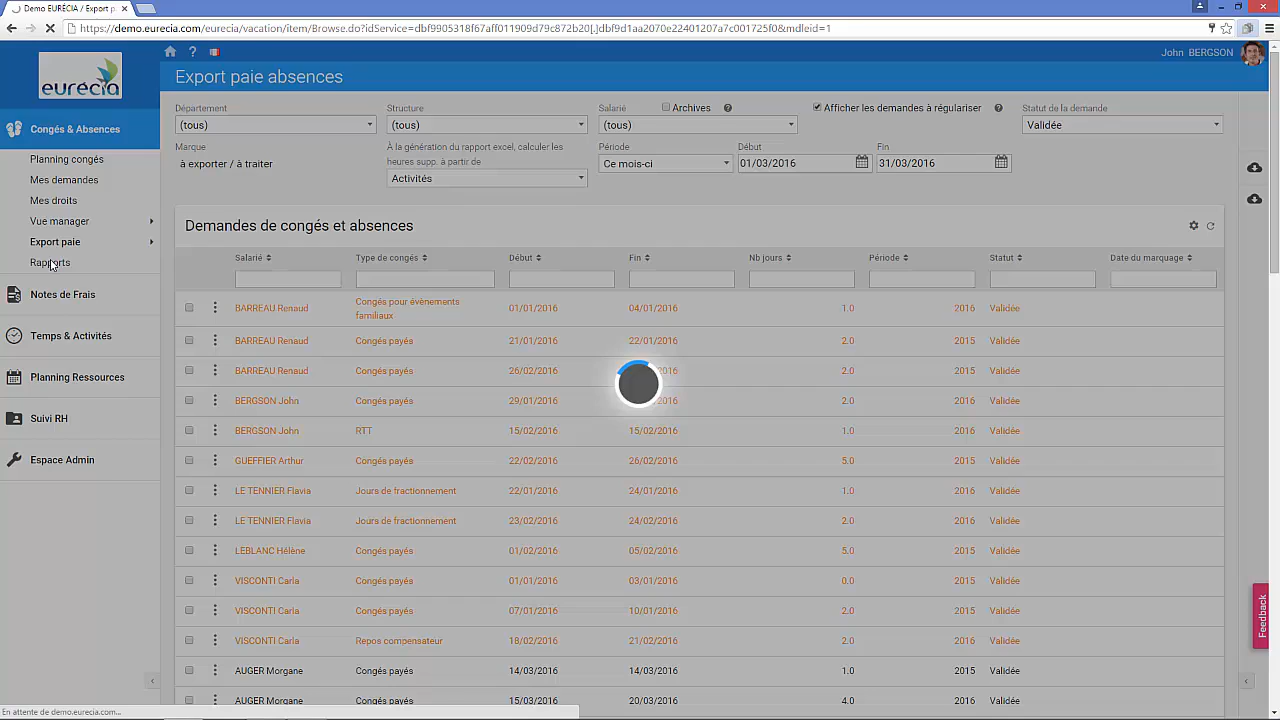 Demo EURÉCIA / Export p
https://demo.eurecia.com/eurecia/vacation/item/Browse.do?idService=dbf9905318f67aff011909d79c872b20[.]dbf9d1aa2070e22401207a7c001725f0&mdleid=1
eurécia
John BERGSON
Export paie absences
Département
Structure
Salarié
Archives
Afficher les demandes à régulariser
Statut de la demande
(tous)
(tous)
(tous)
Validée
Marque
À la génération du rapport excel, calculer les
heures supp. à partir de
Période
Début
Fin
à exporter / à traiter
Activités
Ce mois-ci
01/03/2016
31/03/2016
Congés & Absences
Planning congés
Mes demandes
Mes droits
Vue manager
Export paie
Rapports
Notes de Frais
Temps & Activités
Planning Ressources
Suivi RH
Espace Admin
Demandes de congés et absences
Salarié Type de congés Début Fin Nb jours Période Statut Date du marquage
BARREAU Renaud Congés pour évènements
familiaux 01/01/2016 04/01/2016 1.0 2016 Validée
BARREAU Renaud Congés payés 21/01/2016 22/01/2016 2.0 2015 Validée
BARREAU Renaud Congés payés 26/02/2016 2016 2.0 2015 Validée
BERGSON John Congés payés 29/01/2016 2016 2.0 2016 Validée
BERGSON John RTT 15/02/2016 15/02/2016 1.0 2016 Validée
GUEFFIER Arthur Congés payés 22/02/2016 26/02/2016 5.0 2015 Validée
LE TENNIER Flavia Jours de fractionnement 22/01/2016 24/01/2016 1.0 2016 Validée
LE TENNIER Flavia Jours de fractionnement 23/02/2016 24/02/2016 2.0 2016 Validée
LEBLANC Hélène Congés payés 01/02/2016 05/02/2016 5.0 2015 Validée
VISCONTI Carla Congés payés 01/01/2016 03/01/2016 0.0 2015 Validée
VISCONTI Carla Congés payés 07/01/2016 10/01/2016 2.0 2015 Validée
VISCONTI Carla Repos compensateur 18/02/2016 21/02/2016 2.0 2016 Validée
AUGER Morgane Congés payés 14/03/2016 14/03/2016 1.0 2015 Validée
AUGER Morgane Congés payés 15/03/2016 20/03/2016 4.0 2015 Validée
Feedback
En attente de demo.eurecia.com...